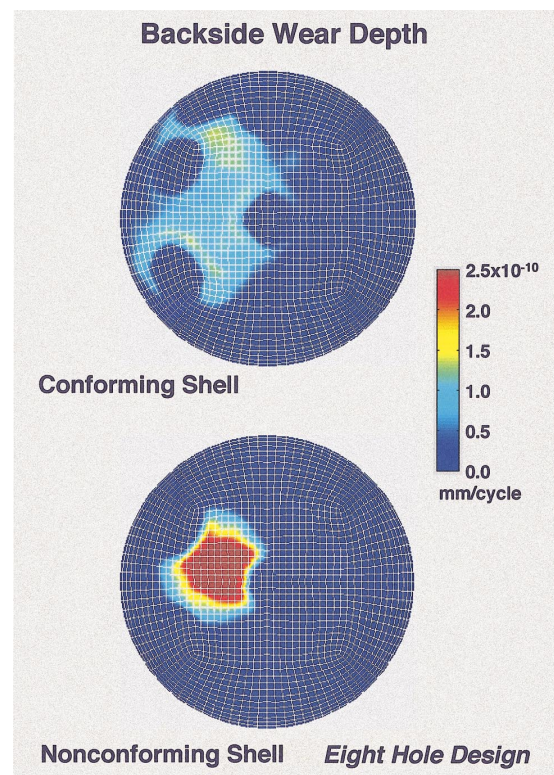 Backside Wear Depth
2.5x10⁻¹⁰
2.0
1.5
1.0
0.5
0.0
mm/cycle
Conforming Shell
Nonconforming Shell
Eight Hole Design